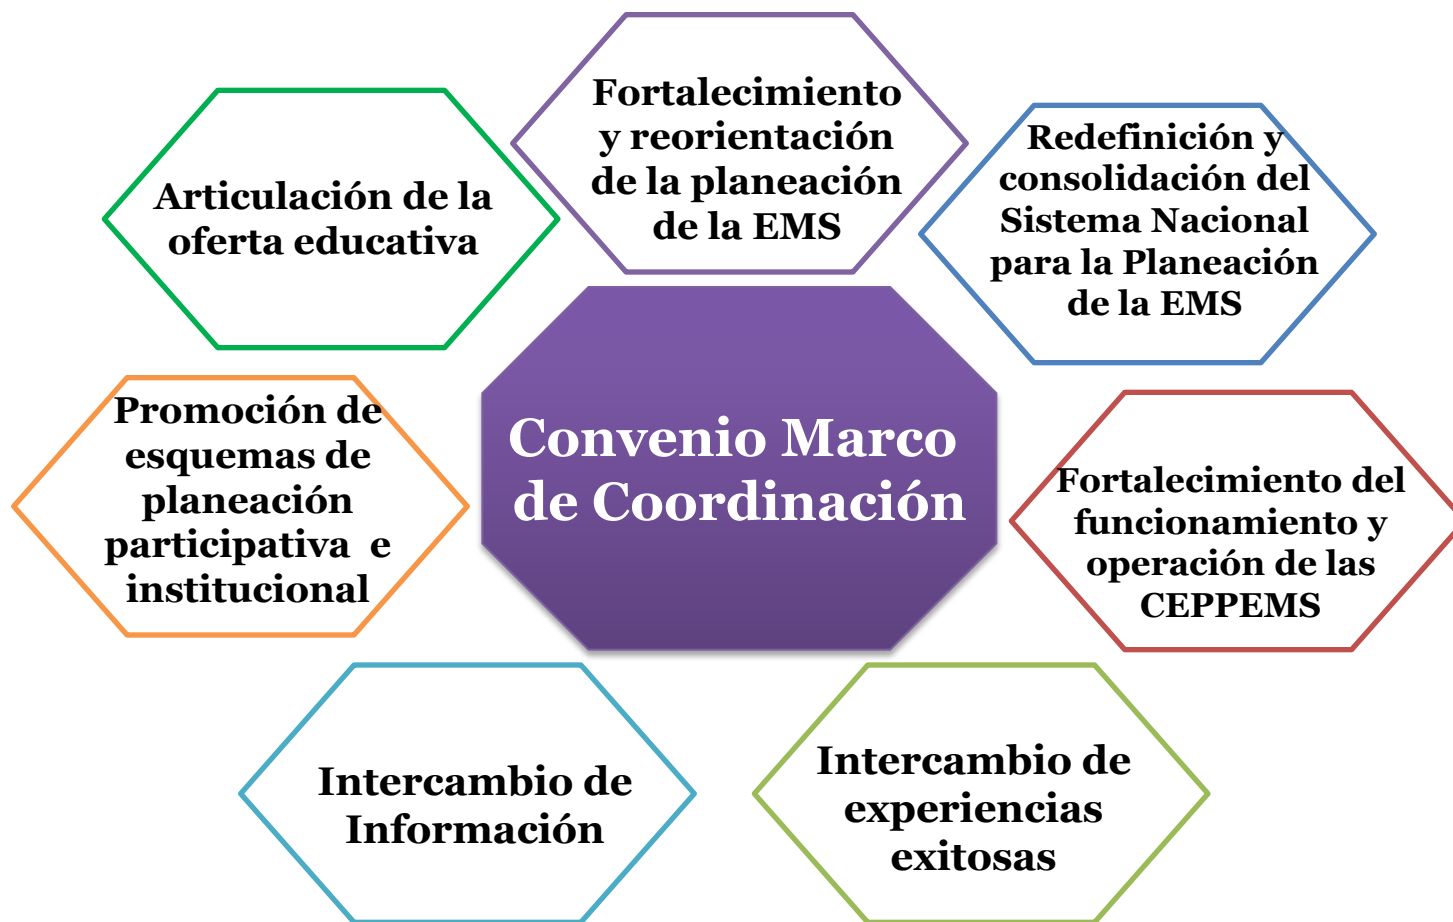 Fortalecimiento
y reorientación
de la planeación
de la EMS
Redefinición y
consolidación del
Sistema Nacional
para la Planeación
de la EMS
Articulación de la
oferta educativa
Convenio Marco
de Coordinación
Promoción de
esquemas de
planeación
participativa e
institucional
Fortalecimiento del
funcionamiento y
operación de las
CEPPEMS
Intercambio de
Información
Intercambio de
experiencias
exitosas